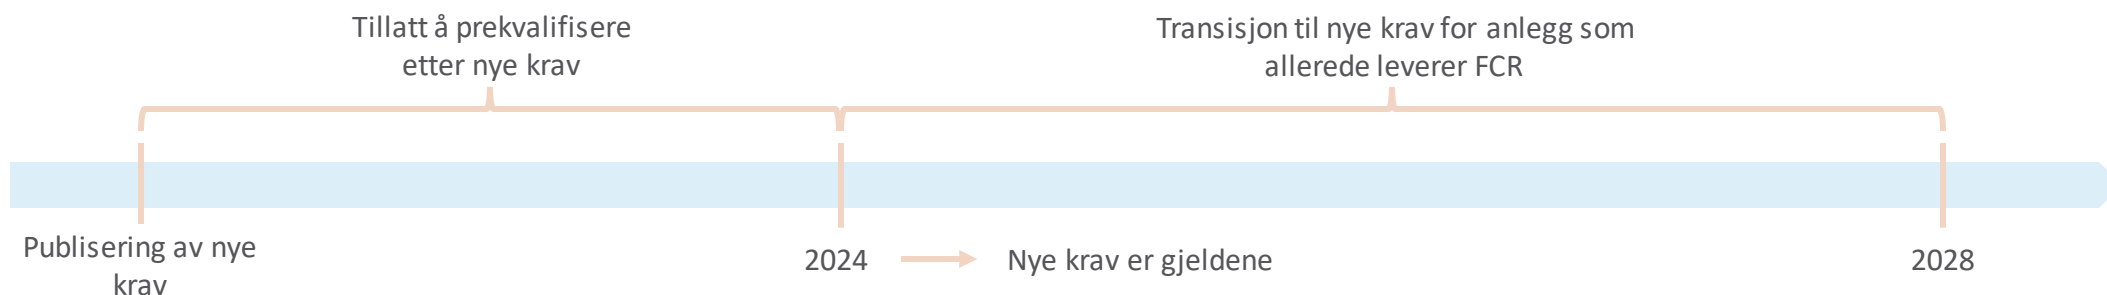 Tillatt å prekvalifisere
etter nye krav
Transisjon til nye krav for anlegg som
allerede leverer FCR
Publisering av nye
krav
2024
Nye krav er gjeldene
2028